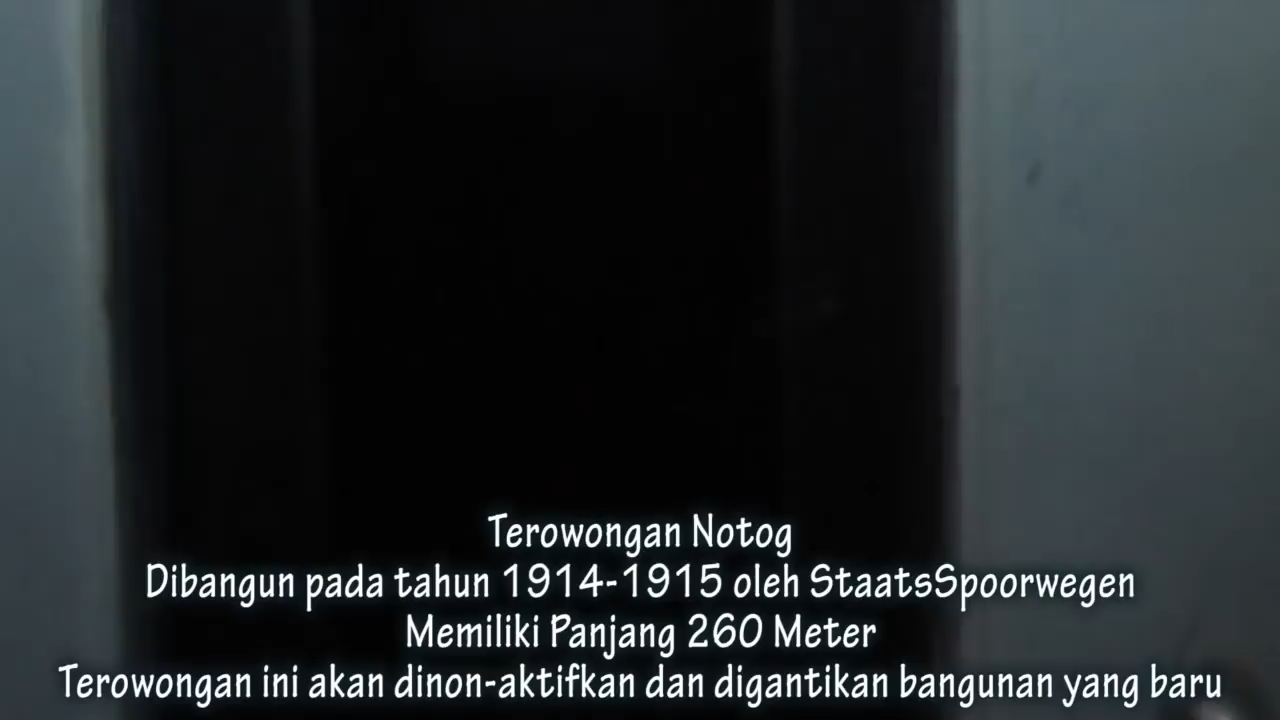 Terowongan Notog
Dibangun pada tahun 1914-1915 oleh StaatsSpoorwegen
Memiliki Panjang 260 Meter
Terowongan ini akan dinon-aktifkan dan digantikan bangunan yang baru